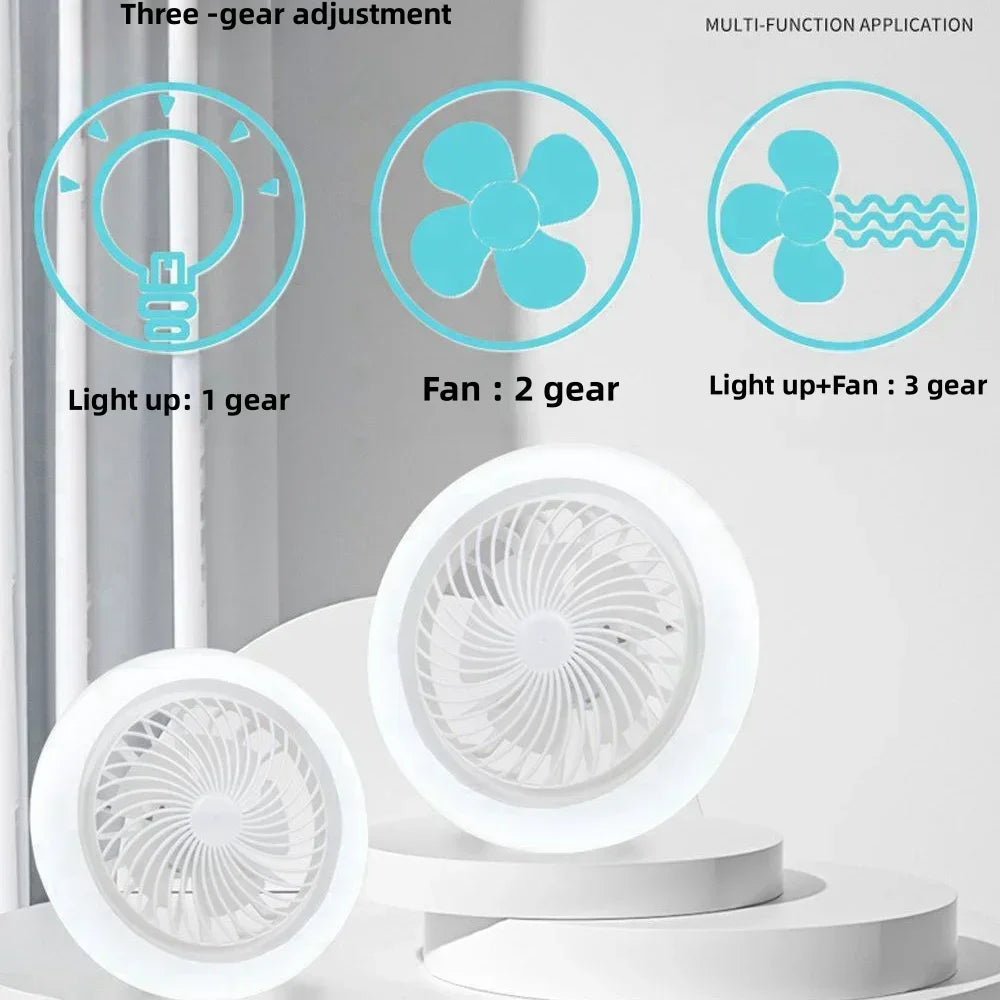 Three -gear adjustment
MULTI-FUNCTION APPLICATION
Light up: 1 gear
Fan : 2 gear
Light up+Fan : 3 gear